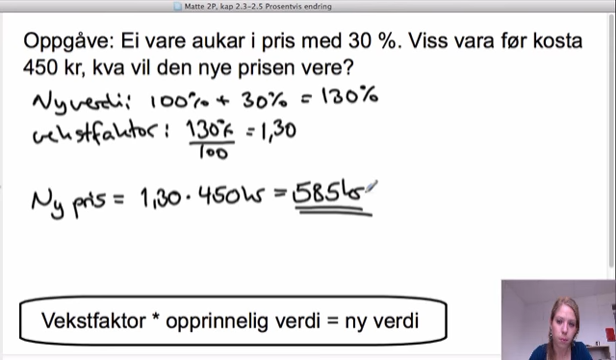 Matte 2P, kap 2.3-2.5 Prosentvis endring
Oppgåve: Ei vare aukar i pris med 30 %. Viss vara før kosta
450 kr, kva vil den nye prisen vere?
Ny verdi: 100% + 30% = 130%
vekstfaktor: 130% / 100 = 1,30
Ny pris = 1,30 · 450kr = 585kr
Vekstfaktor * opprinnelig verdi = ny verdi